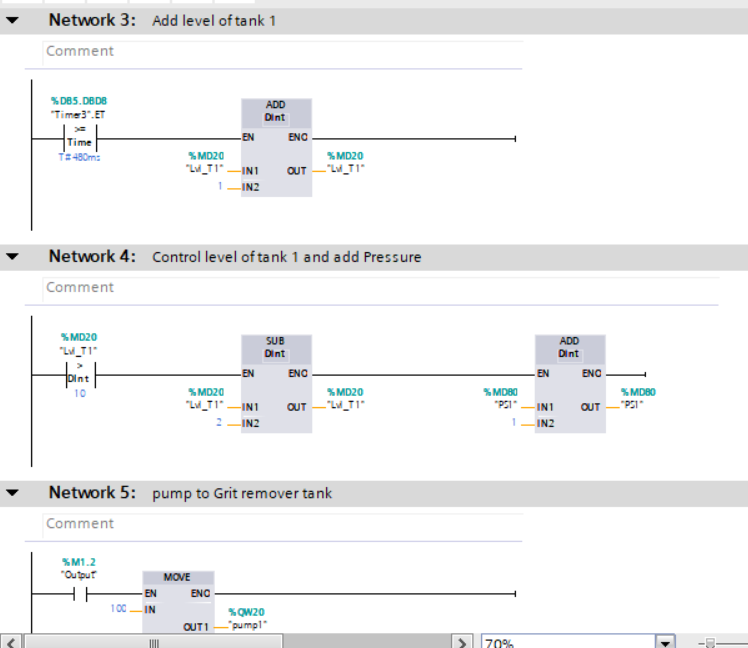 Network 3: Add level of tank 1
Comment
%DB5.DBD8
"Timer3".ET
>=
Time
T#480ms
ADD
Dint
EN ENO
%MD20 %MD20
"Lvl_T1" IN1 OUT "Lvl_T1"
1 IN2
Network 4: Control level of tank 1 and add Pressure
Comment
%MD20
"Lvl_T1"
>
Dint
10
SUB
Dint
EN ENO
%MD20 %MD20
"Lvl_T1" IN1 OUT "Lvl_T1"
2 IN2
ADD
Dint
EN ENO
%MD80 %MD80
"PS1" IN1 OUT "PS1"
1 IN2
Network 5: pump to Grit remover tank
Comment
%M1.2
"Output"
MOVE
EN ENO
100 IN
%QW20
OUT1 "pump1"
70%